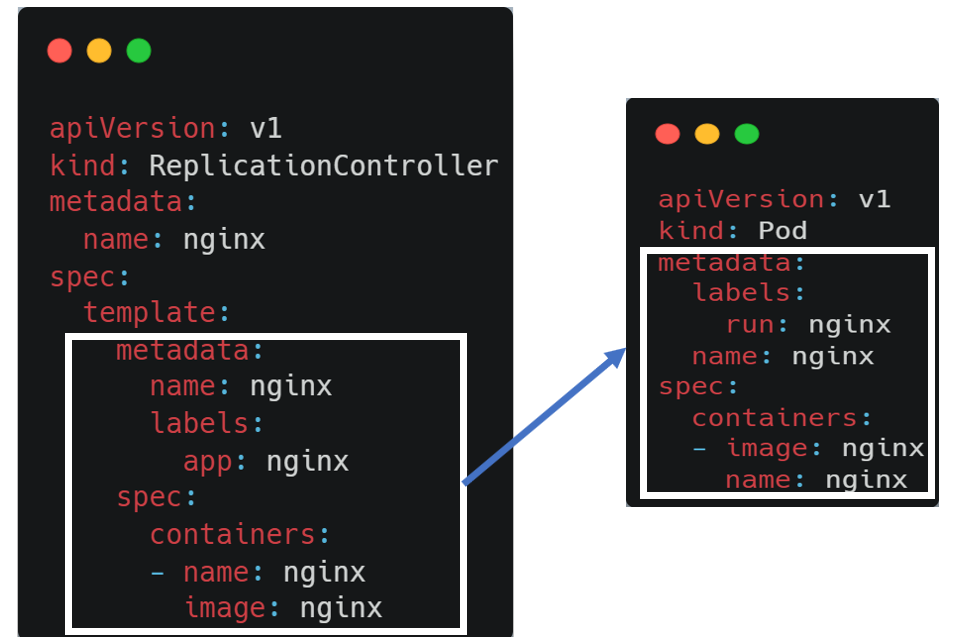 apiVersion: v1
kind: ReplicationController
metadata:
  name: nginx
spec:
  template:
    metadata:
      name: nginx
      labels:
        app: nginx
    spec:
      containers:
      - name: nginx
        image: nginx
apiVersion: v1
kind: Pod
metadata:
  labels:
    run: nginx
  name: nginx
spec:
  containers:
  - image: nginx
    name: nginx